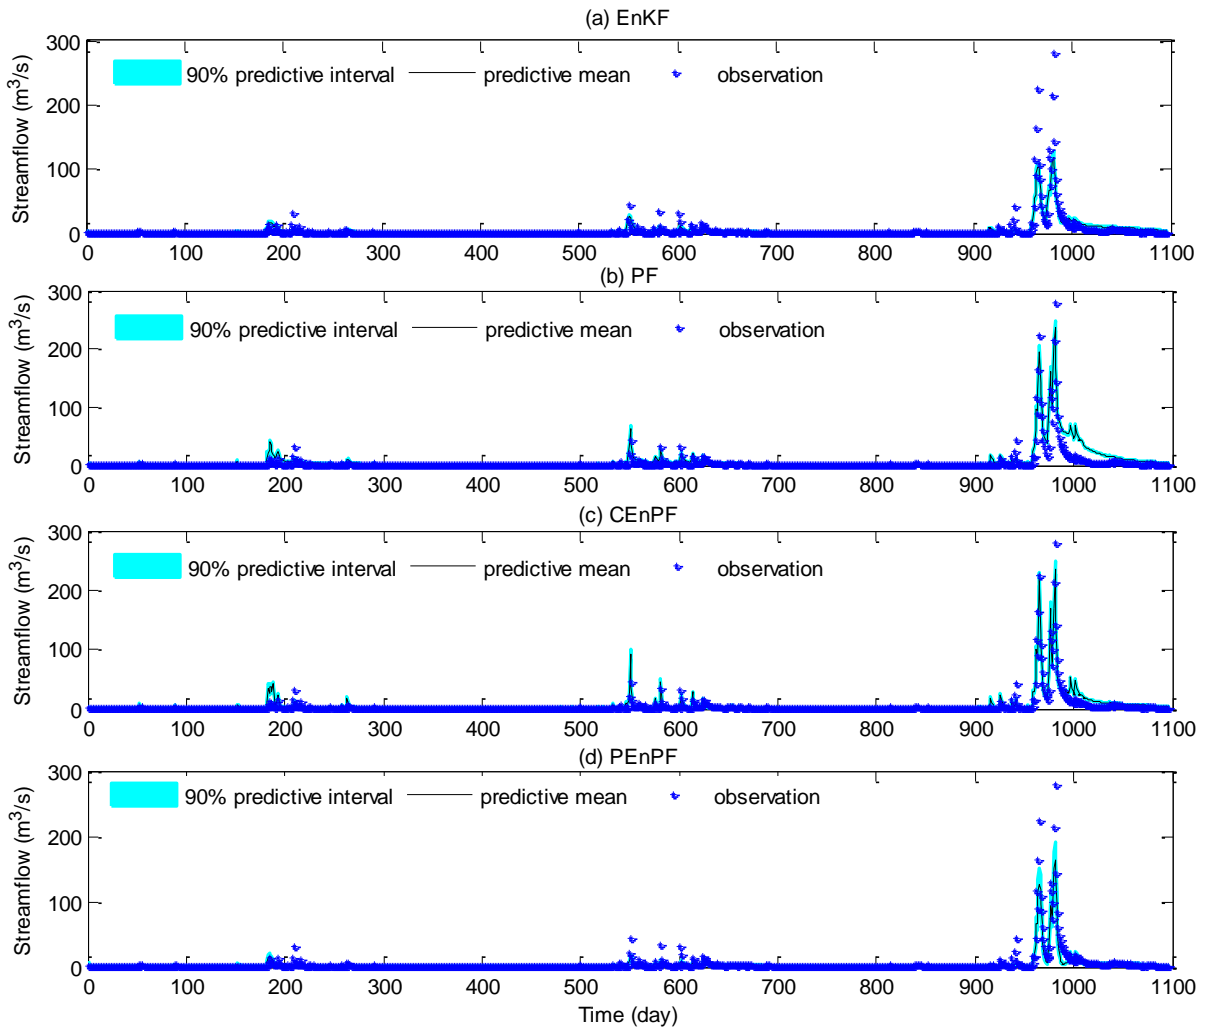 (a) EnKF
Streamflow (m³/s)
300
200
100
0
90% predictive interval
predictive mean
observation
0 100 200 300 400 500 600 700 800 900 1000 1100
(b) PF
Streamflow (m³/s)
300
200
100
0
90% predictive interval
predictive mean
observation
0 100 200 300 400 500 600 700 800 900 1000 1100
(c) CEnPF
Streamflow (m³/s)
300
200
100
0
90% predictive interval
predictive mean
observation
0 100 200 300 400 500 600 700 800 900 1000 1100
(d) PEnPF
Streamflow (m³/s)
300
200
100
0
90% predictive interval
predictive mean
observation
0 100 200 300 400 500 600 700 800 900 1000 1100
Time (day)